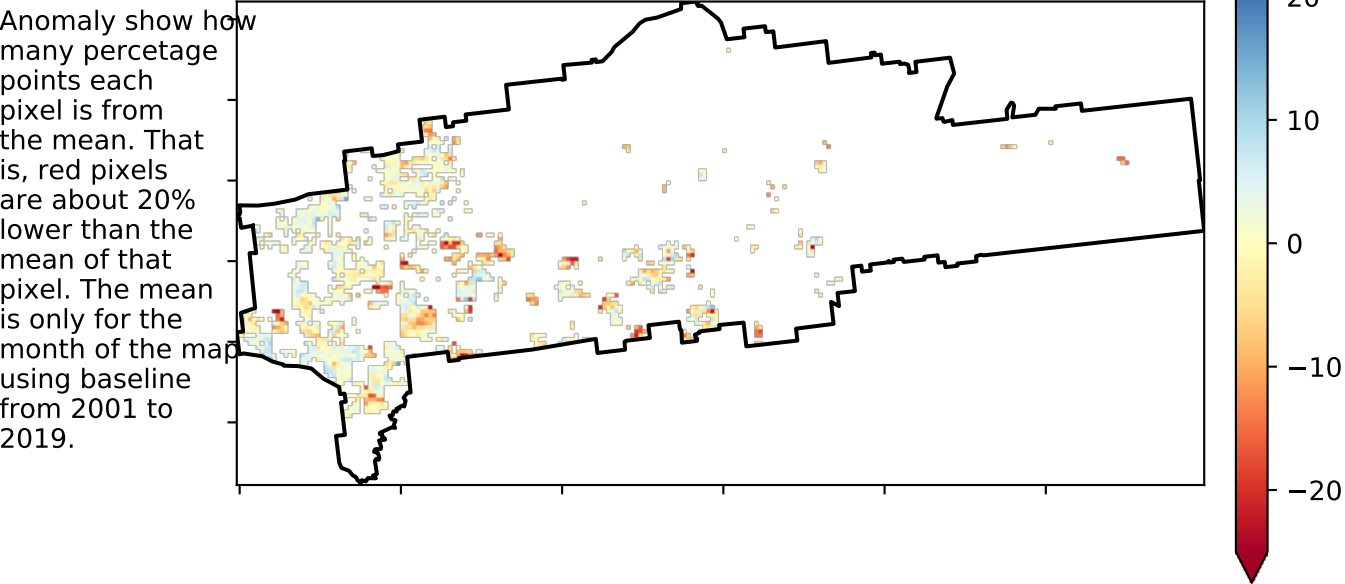 Anomaly show how
many percetage
points each
pixel is from
the mean. That
is, red pixels
are about 20%
lower than the
mean of that
pixel. The mean
is only for the
month of the map
using baseline
from 2001 to
2019.
20
10
0
−10
−20